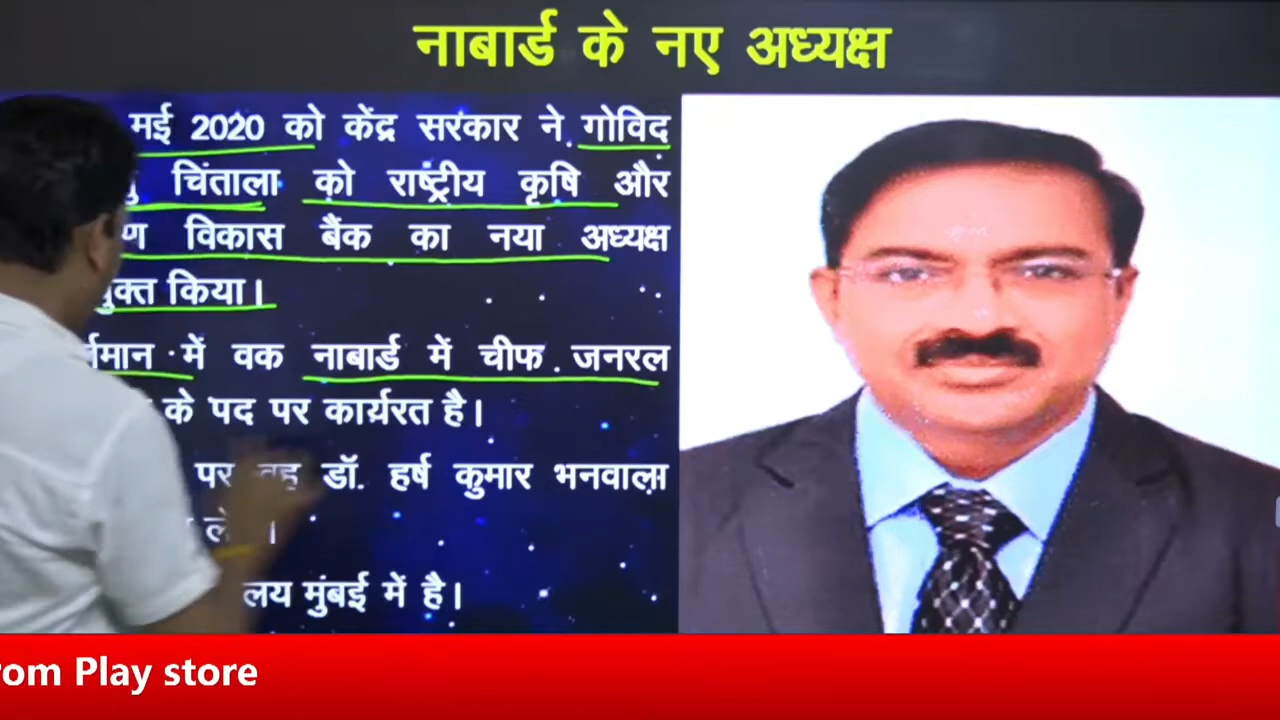 नाबार्ड के नए अध्यक्ष
मई 2020 को केंद्र सरकार ने गोविंद
चिंताला को राष्ट्रीय कृषि और
विकास बैंक का नया अध्यक्ष
किया।
में वक नाबार्ड में चीफ जनरल
के पद पर कार्यरत है।
पर वह डॉ. हर्ष कुमार भनवाला
मुंबई में है।
Play store